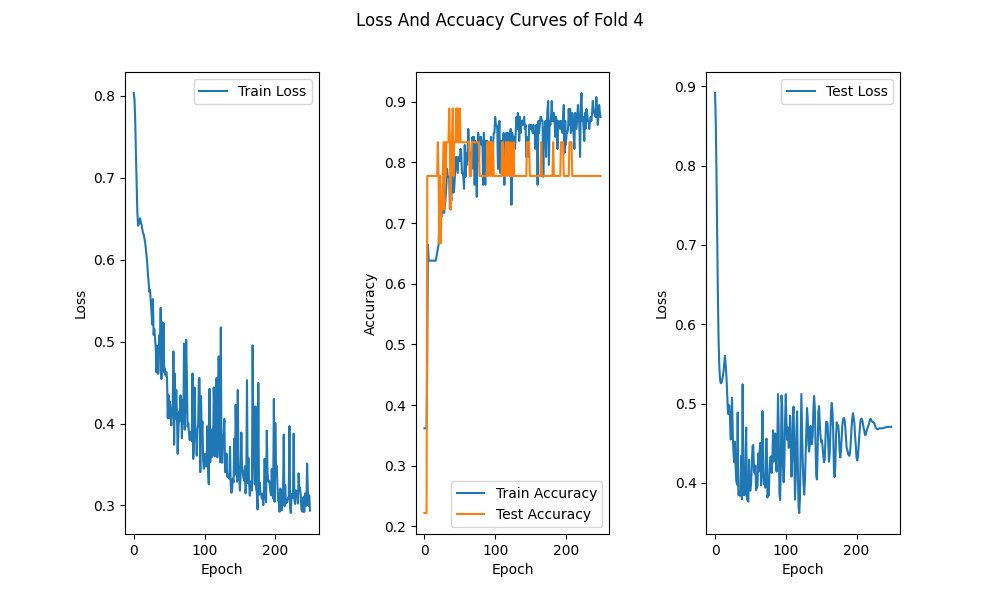 Loss And Accuacy Curves of Fold 4
Train Loss
0.8
0.7
0.6
0.5
0.4
0.3
Loss
0
100
200
Epoch
0.9
0.8
0.7
0.6
0.5
0.4
0.3
0.2
Accuracy
Train Accuracy
Test Accuracy
0
100
200
Epoch
Test Loss
0.9
0.8
0.7
0.6
0.5
0.4
Loss
0
100
200
Epoch